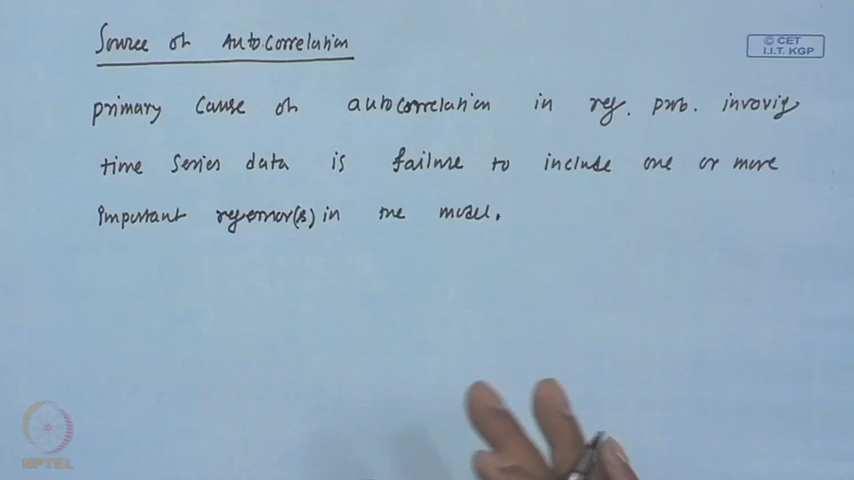 Source of Autocorrelation
© CET
I.I.T. KGP
primary cause of autocorrelation in reg. prob. invovig
time series data is failure to include one or more
important regressor(s) in the model.
NPTEL